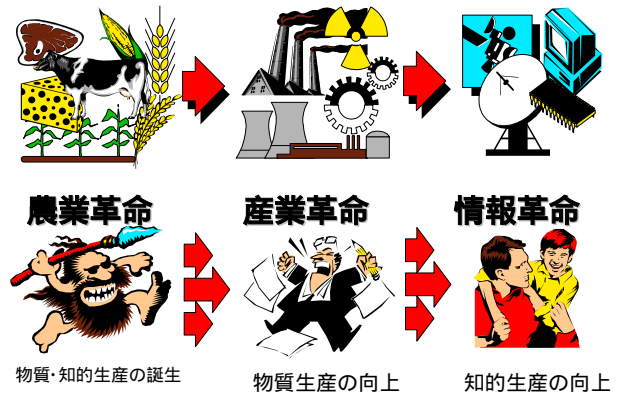 農業革命
産業革命
情報革命
物質・知的生産の誕生
物質生産の向上
知的生産の向上